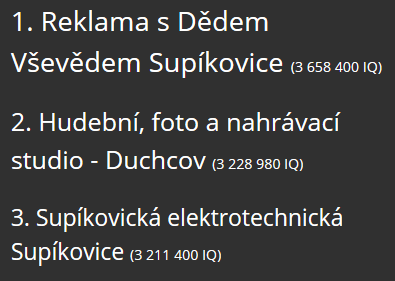 1. Reklama s Dědem
Vševědem Supíkovice (3 658 400 IQ)
2. Hudební, foto a nahrávací
studio - Duchcov (3 228 980 IQ)
3. Supíkovická elektrotechnická
Supíkovice (3 211 400 IQ)